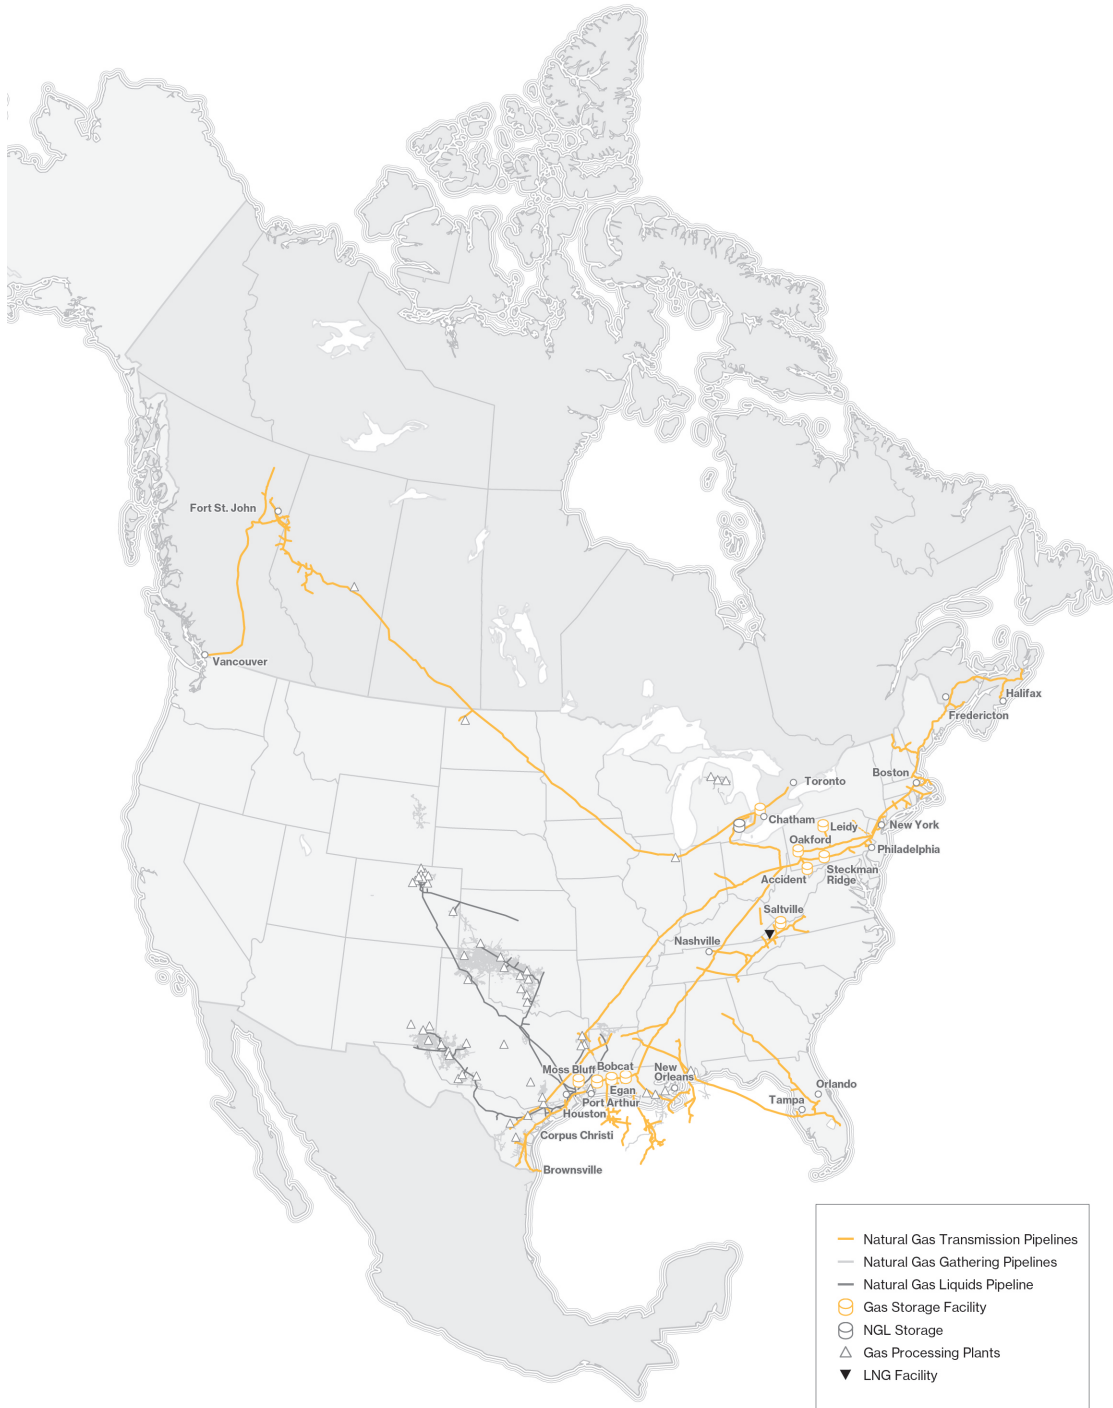 Fort St. John
Vancouver
Halifax
Fredericton
Boston
Toronto
Chatham
Leidy
New York
Oakford
Philadelphia
Steckman
Ridge
Accident
Saltville
Nashville
Moss Bluff
Bobcat
New
Orleans
Egan
Port Arthur
Houston
Orlando
Tampa
Corpus Christi
Brownsville
Natural Gas Transmission Pipelines
Natural Gas Gathering Pipelines
Natural Gas Liquids Pipeline
Gas Storage Facility
NGL Storage
Gas Processing Plants
LNG Facility